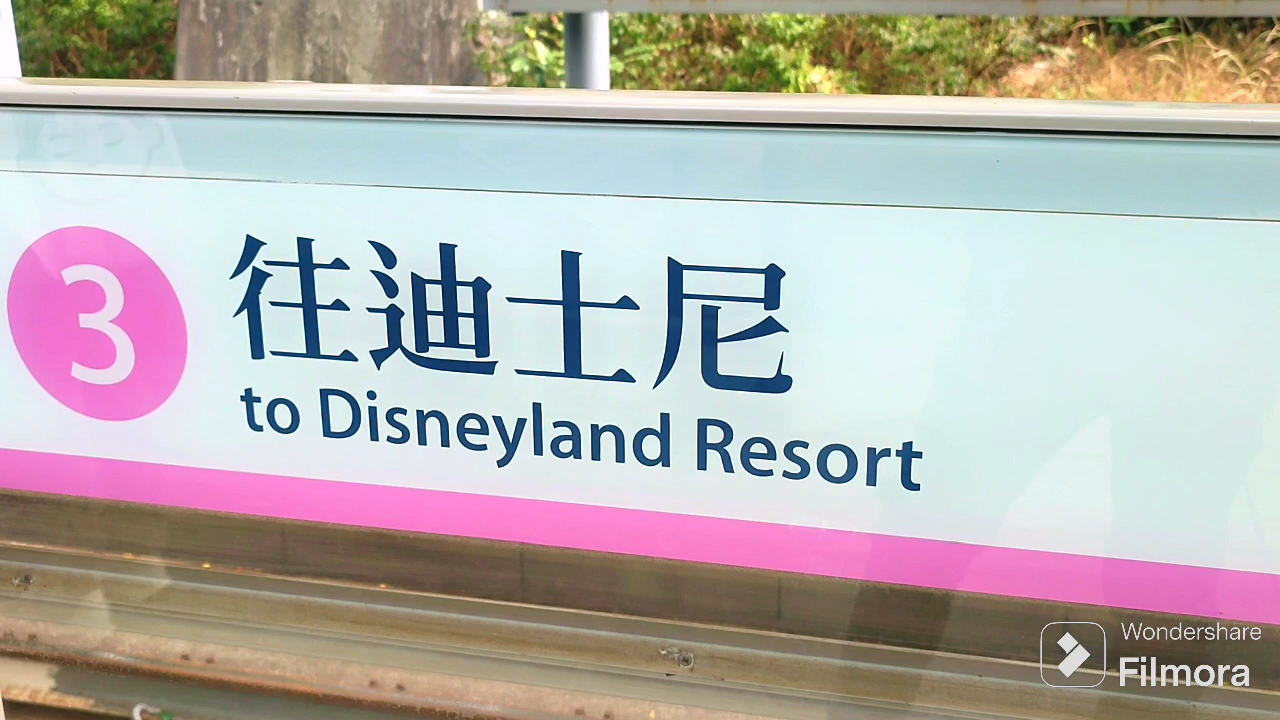 3
往迪士尼
to Disneyland Resort
Wondershare
Filmora